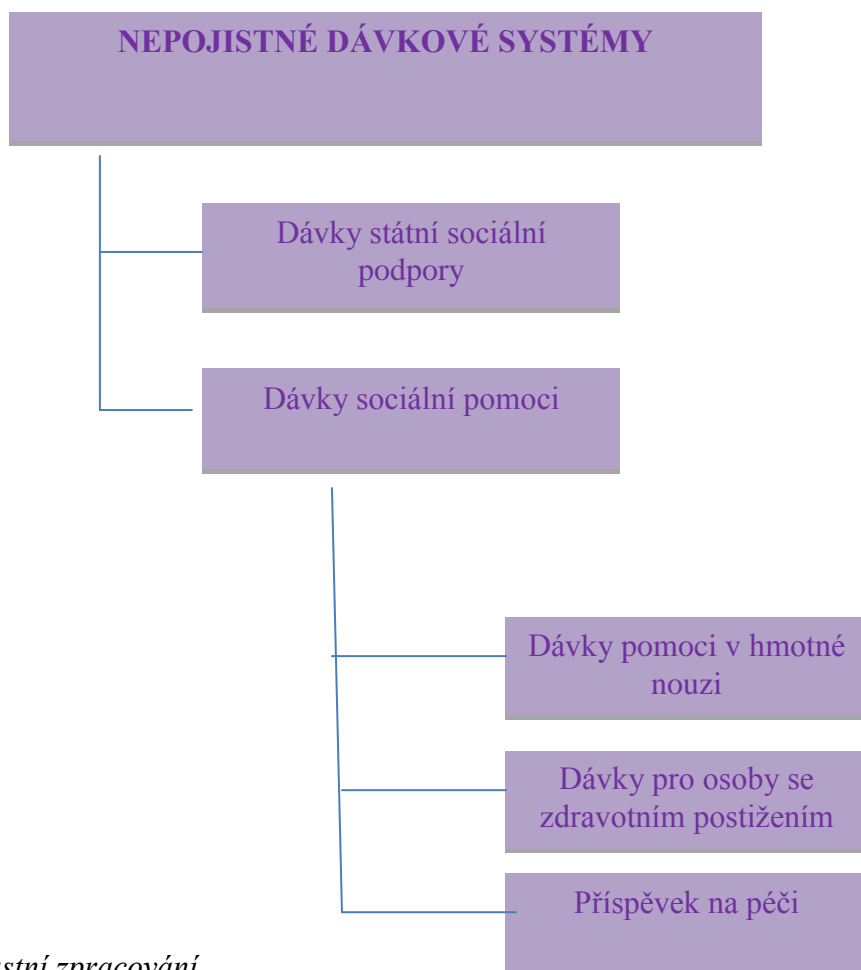 NEPOJISTNÉ DÁVKOVÉ SYSTÉMY
Dávky státní sociální
podpory
Dávky sociální pomoci
Dávky pomoci v hmotné
nouzi
Dávky pro osoby se
zdravotním postižením
Příspěvek na péči
zpracování